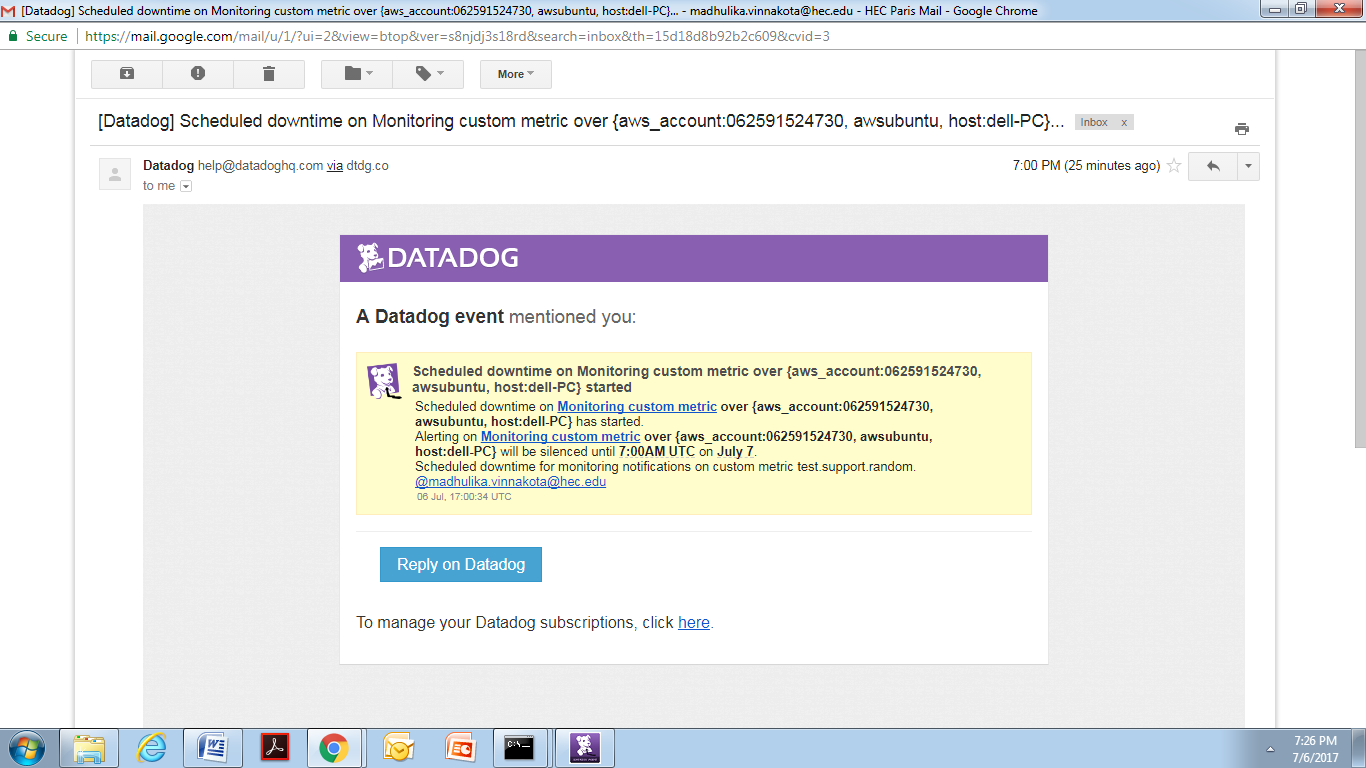 [Datadog] Scheduled downtime on Monitoring custom metric over {aws_account:062591524730, awsubuntu, host:dell-PC}... - madhulika.vinnakota@hec.edu - HEC Paris Mail - Google Chrome
Secure https://mail.google.com/mail/u/1/?ui=2&view=btop&ver=s8njdj3s18rd&search=inbox&th=15d18d8b92b2c609&cvid=3
More
[Datadog] Scheduled downtime on Monitoring custom metric over {aws_account:062591524730, awsubuntu, host:dell-PC}... Inbox x
Datadog help@datadoghq.com via dtdg.co 7:00 PM (25 minutes ago)
to me
DATADOG
A Datadog event mentioned you:
Scheduled downtime on Monitoring custom metric over {aws_account:062591524730,
awsubuntu, host:dell-PC} started
Scheduled downtime on Monitoring custom metric over {aws_account:062591524730,
awsubuntu, host:dell-PC} has started.
Alerting on Monitoring custom metric over {aws_account:062591524730, awsubuntu,
host:dell-PC} will be silenced until 7:00AM UTC on July 7.
Scheduled downtime for monitoring notifications on custom metric test.support.random.
@madhulika.vinnakota@hec.edu
06 Jul, 17:00:34 UTC
Reply on Datadog
To manage your Datadog subscriptions, click here.
7:26 PM
7/6/2017